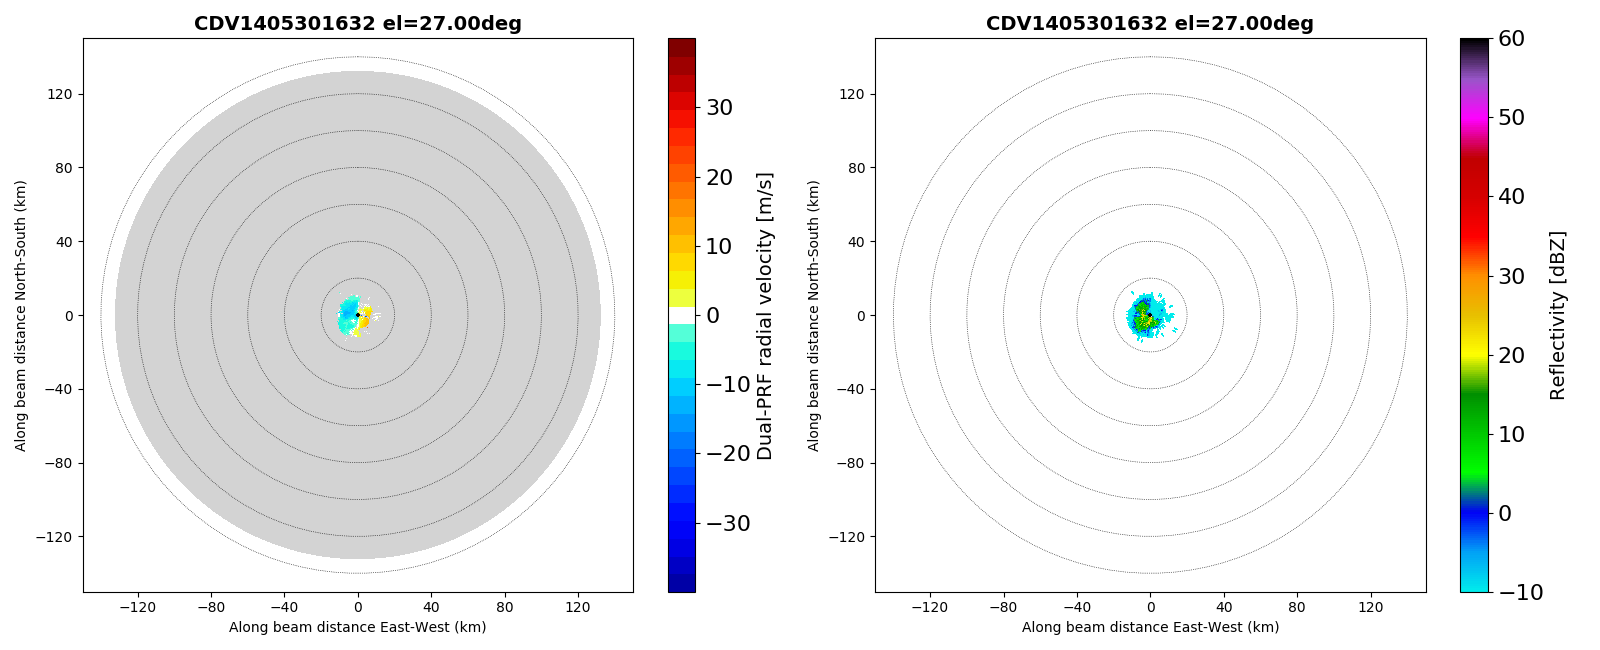 CDV1405301632 el=27.00deg
Along beam distance North-South (km)
120
80
40
0
−40
−80
−120
−120 −80 −40 0 40 80 120
Along beam distance East-West (km)
30
20
10
0
−10
−20
−30
Dual-PRF radial velocity [m/s]
CDV1405301632 el=27.00deg
Along beam distance North-South (km)
120
80
40
0
−40
−80
−120
−120 −80 −40 0 40 80 120
Along beam distance East-West (km)
60
50
40
30
20
10
0
−10
Reflectivity [dBZ]